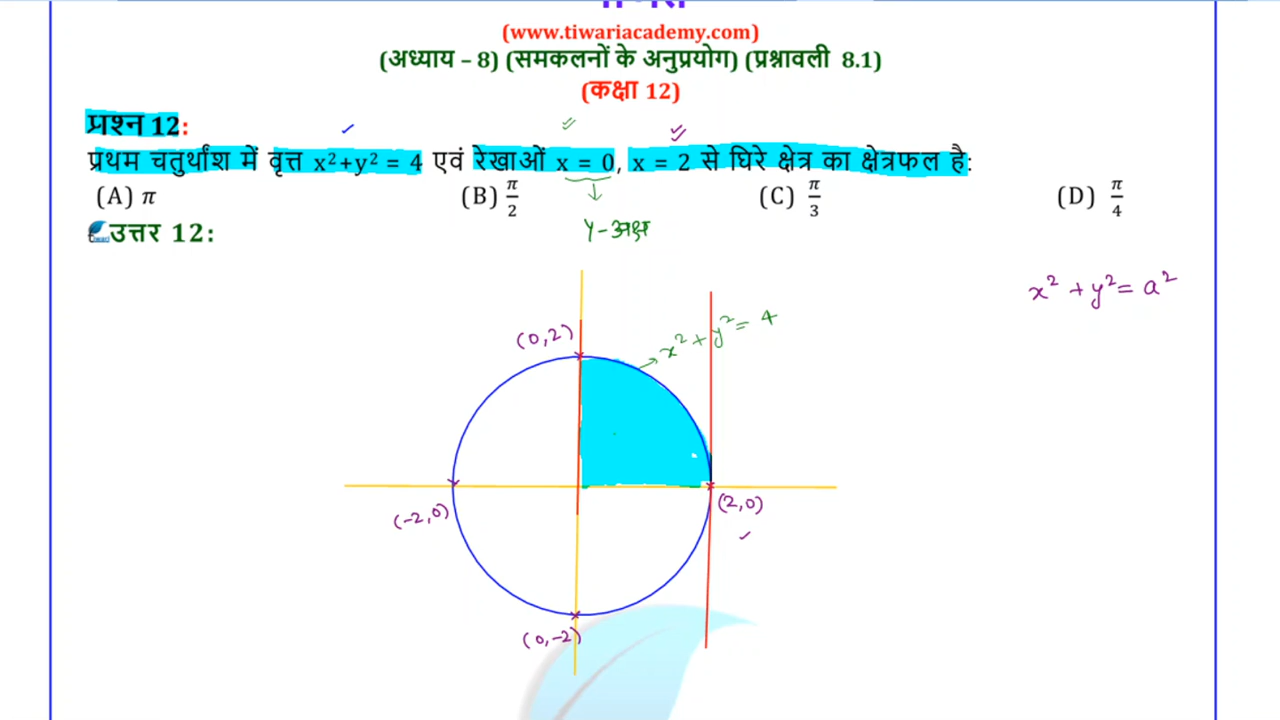 (www.tiwariacademy.com)
(अध्याय – 8) (समकलनों के अनुप्रयोग) (प्रश्नावली 8.1)
(कक्षा 12)
प्रश्न 12:
प्रथम चतुर्थांश में वृत्त x²+y² = 4 एवं रेखाओं x = 0, x = 2 से घिरे क्षेत्र का क्षेत्रफल है:
(A) π (B) π/2 (C) π/3 (D) π/4
उत्तर 12:
y-अक्ष
x² + y² = a²
x² + y² = 4
(0,2)
(-2,0)
(2,0)
(0,-2)